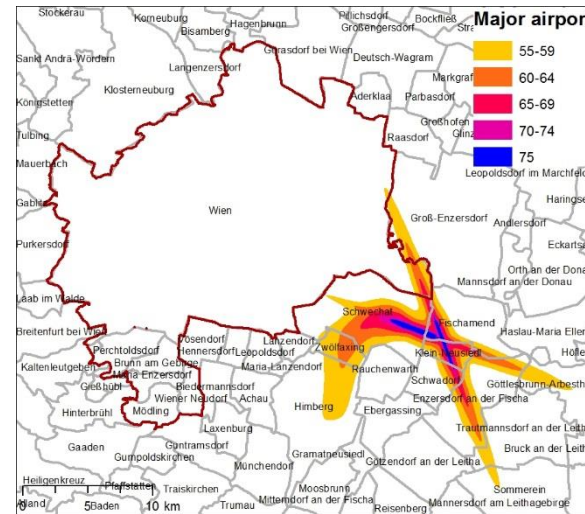 Major airpor
55-59
60-64
65-69
70-74
75
Stockerau
Korneuburg
Hagenbrunn
Pillichsdorf
Bockfließ
Bisamberg
Großengersdorf
Sankt Andrä-Wördern
Langenzersdorf
Gerasdorf bei Wien
Deutsch-Wagram
Markgraf
Klosterneuburg
Aderklaa
Parbasdorf
Königstetten
Großhofen
Glinz
Tulbing
Raasdorf
Mauerbach
Leopoldsdorf im Marchfeld
Gablitz
Wien
Groß-Enzersdorf
Andlersdorf
Haringse
Purkersdorf
Eckartsa
Orth an der Dona
Mannsdorf an der Donau
Laab im Walde
Schwechat
Fischamend
Breitenfurt bei Wien
Vösendorf
Lanzendorf
Haslau-Maria Ellen
Perchtoldsdorf
Hennersdorf
Leopoldsdorf
Zwölfaxing
Klein-Neusiedl
Höfle
Kaltenleutgeben
Brunn am Gebirge
Maria-Lanzendorf
Rauchenwarth
Maria Enzersdorf
Gießhübl
Biedermannsdorf
Schwadorf
Göttlesbrunn-Arbesth
Wiener Neudorf
Achau
Enzersdorf an der Fischa
Hinterbrühl
Mödling
Himberg
Ebergassing
Laxenburg
Trautmannsdorf an der Leith
Gaaden
Guntramsdorf
Gramatneusiedl
Bruck an der Leith
Gumpoldskirchen
Münchendorf
Götzendorf an der Leitha
Heiligenkreuz
Pfaffstätten
Traiskirchen
Moosbrunn
Sommerein
0 5 10 km
Alland
Baden
Trumau
Mitterndorf an der Fischa
Reisenberg
Mannersdorf am Leithagebirge